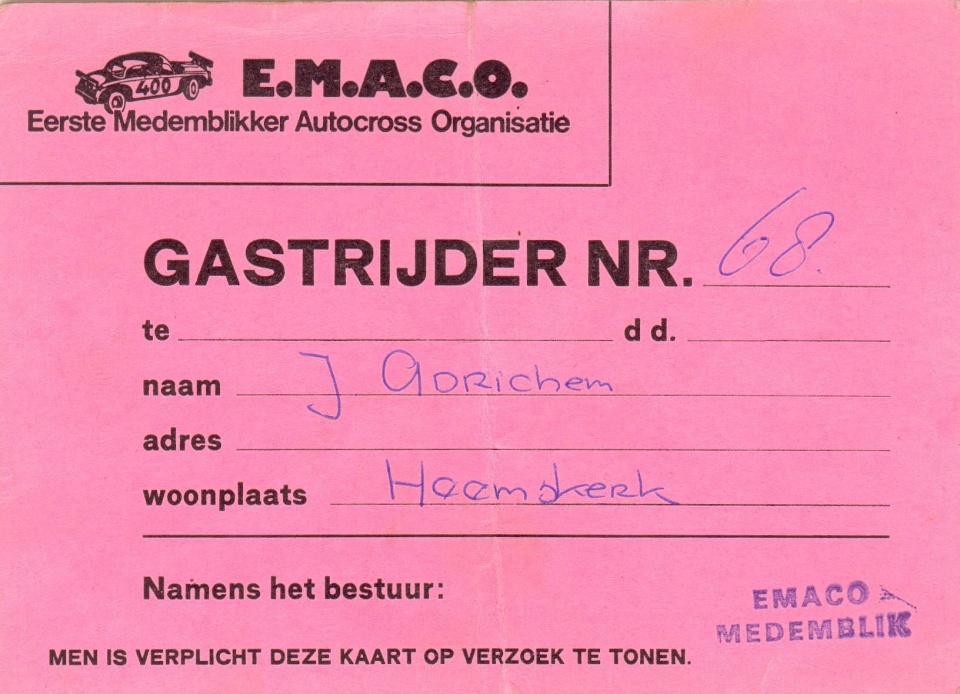 400
E.M.A.C.O.
Eerste Medemblikker Autocross Organisatie
GASTRIJDER NR. 68.
te d d.
naam J Gorichem
adres
woonplaats Heemskerk
Namens het bestuur:
EMACO
MEDEMBLIK
MEN IS VERPLICHT DEZE KAART OP VERZOEK TE TONEN.